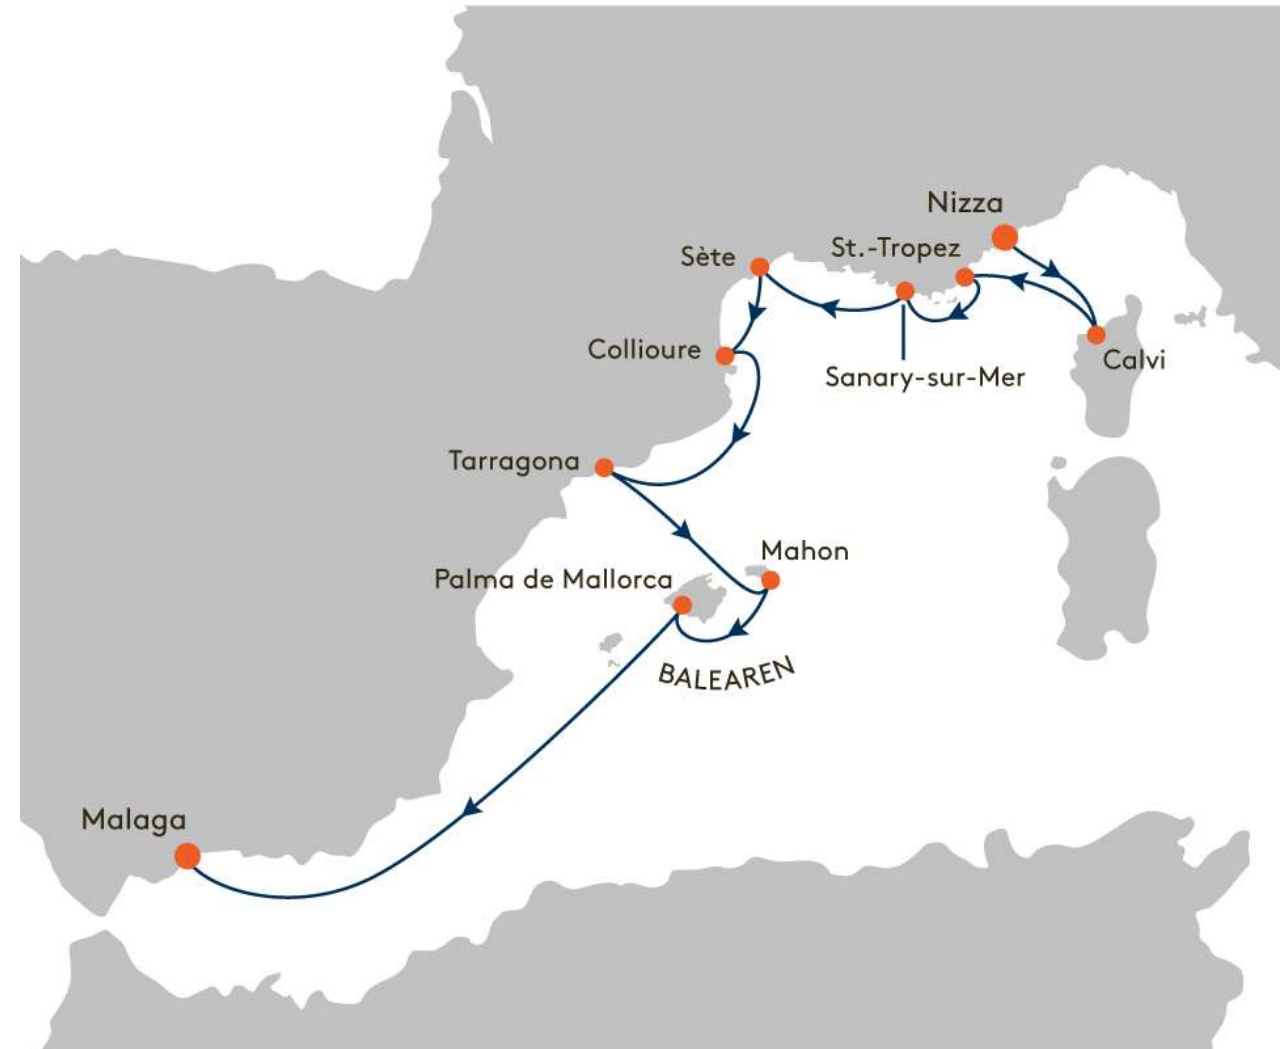 Nizza
St.-Tropez
Sète
Collioure
Calvi
Sanary-sur-Mer
Tarragona
Mahon
Palma de Mallorca
BALEAREN
Malaga